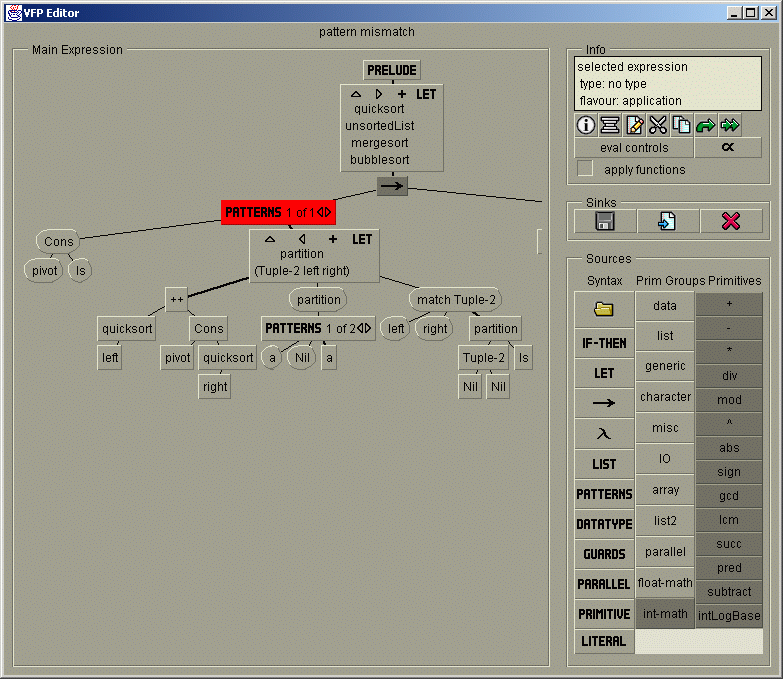 VFP Editor
pattern mismatch
Main Expression
PRELUDE
LET
quicksort
unsortedList
mergesort
bubblesort
PATTERNS 1 of 1
Cons
pivot ls
LET
partition
(Tuple-2 left right)
++
partition
match Tuple-2
quicksort
Cons
PATTERNS 1 of 2
left
right
partition
left
pivot
quicksort
a
Nil
a
Tuple-2
ls
right
Nil
Nil
Info
selected expression
type: no type
flavour: application
eval controls
α
apply functions
Sinks
Sources
Syntax Prim Groups Primitives
IF-THEN
LET
λ
LIST
PATTERNS
DATATYPE
GUARDS
PARALLEL
PRIMITIVE
LITERAL
data
list
generic
character
misc
IO
array
list2
parallel
float-math
int-math
+
-
*
div
mod
^
abs
sign
gcd
lcm
succ
pred
subtract
intLogBase